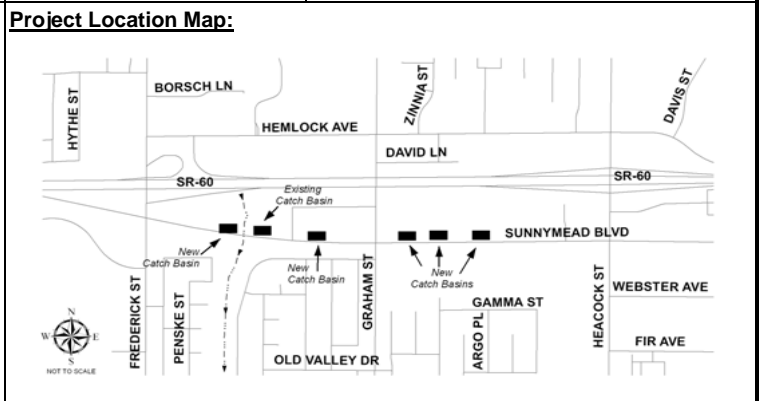 Project Location Map:
HYTHE ST
BORSCH LN
ZINNIA ST
DAVIS ST
HEMLOCK AVE
DAVID LN
SR-60
SR-60
Existing
Catch Basin
SUNNYMEAD BLVD
New
Catch Basin
New
Catch Basin
New
Catch Basins
FREDERICK ST
PENSKE ST
GRAHAM ST
ARGO PL
HEACOCK ST
GAMMA ST
WEBSTER AVE
FIR AVE
OLD VALLEY DR
N
W
E
S
NOT TO SCALE